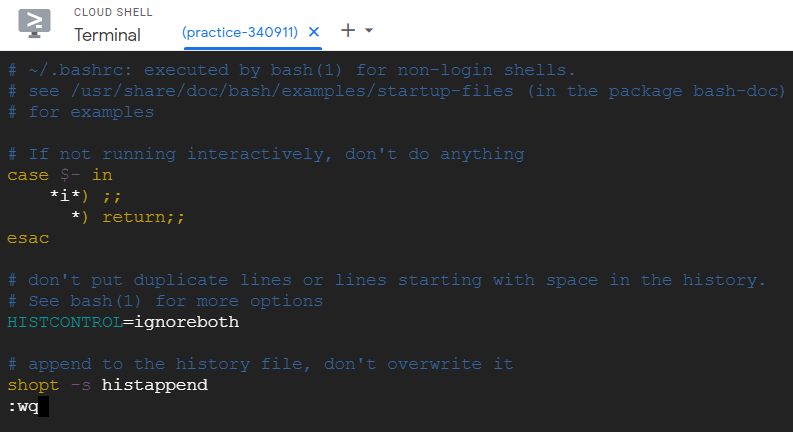 CLOUD SHELL
Terminal
(practice-340911)
# ~/.bashrc: executed by bash(1) for non-login shells.
# see /usr/share/doc/bash/examples/startup-files (in the package bash-doc)
# for examples

# If not running interactively, don't do anything
case $- in
    *i*) ;;
      *) return;;
esac

# don't put duplicate lines or lines starting with space in the history.
# See bash(1) for more options
HISTCONTROL=ignoreboth

# append to the history file, don't overwrite it
shopt -s histappend
:wq